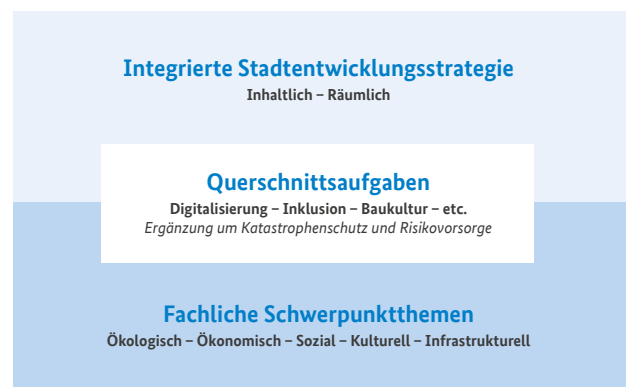 Integrierte Stadtentwicklungsstrategie
Inhaltlich – Räumlich
Querschnittsaufgaben
Digitalisierung – Inklusion – Baukultur – etc.
Ergänzung um Katastrophenschutz und Risikovorsorge
Fachliche Schwerpunktthemen
Ökologisch – Ökonomisch – Sozial – Kulturell – Infrastrukturell